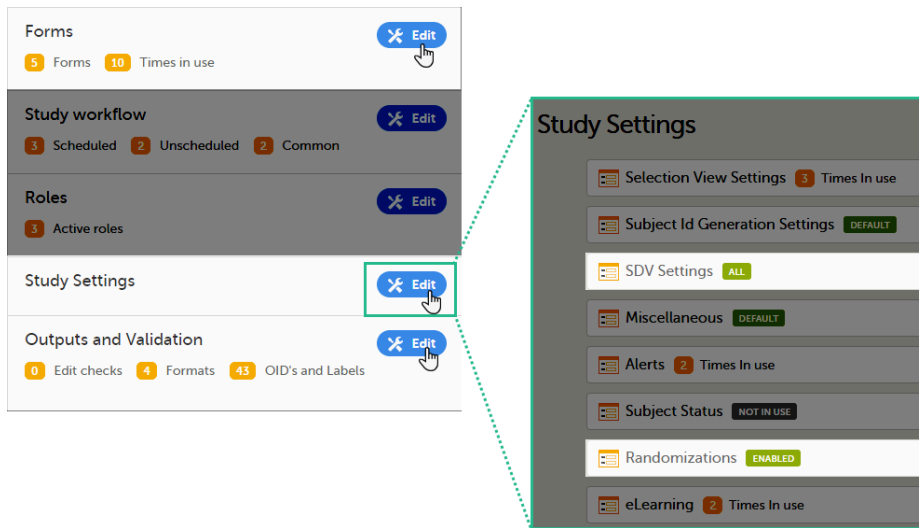 Forms
Edit
5 Forms 10 Times in use
Study workflow
Edit
3 Scheduled 2 Unscheduled 2 Common
Roles
Edit
3 Active roles
Study Settings
Edit
Outputs and Validation
Edit
0 Edit checks 4 Formats 43 OID's and Labels
Study Settings
Selection View Settings 3 Times In use
Subject Id Generation Settings DEFAULT
SDV Settings ALL
Miscellaneous DEFAULT
Alerts 2 Times In use
Subject Status NOT IN USE
Randomizations ENABLED
eLearning 2 Times In use